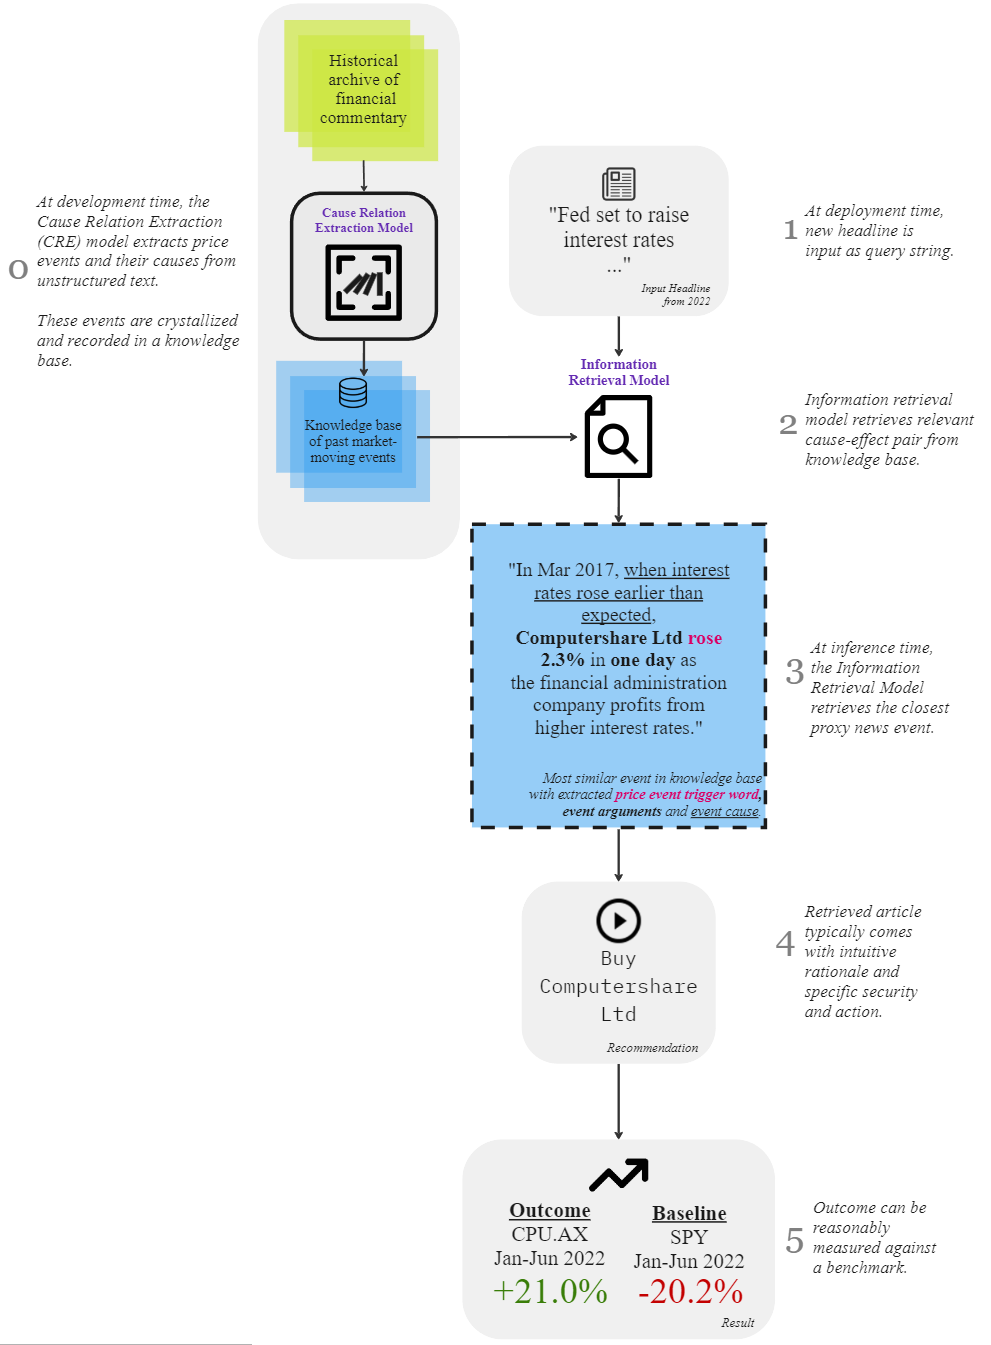 Historical
archive of
financial
commentary
0
At development time, the
Cause Relation Extraction
(CRE) model extracts price
events and their causes from
unstructured text.
These events are crystallized
and recorded in a knowledge
base.
Cause Relation
Extraction Model
Knowledge base
of past market-
moving events
"Fed set to raise
interest rates
..."
Input Headline
from 2022
1
At deployment time,
new headline is
input as query string.
Information
Retrieval Model
2
Information retrieval
model retrieves relevant
cause-effect pair from
knowledge base.
"In Mar 2017, when interest
rates rose earlier than
expected,
Computershare Ltd rose
2.3% in one day as
the financial administration
company profits from
higher interest rates."
Most similar event in knowledge base
with extracted price event trigger word,
event arguments and event cause.
3
At inference time,
the Information
Retrieval Model
retrieves the closest
proxy news event.
Buy
Computershare
Ltd
Recommendation
4
Retrieved article
typically comes
with intuitive
rationale and
specific security
and action.
Outcome
CPU.AX
Jan-Jun 2022
+21.0%
Baseline
SPY
Jan-Jun 2022
-20.2%
Result
5
Outcome can be
reasonably
measured against
a benchmark.